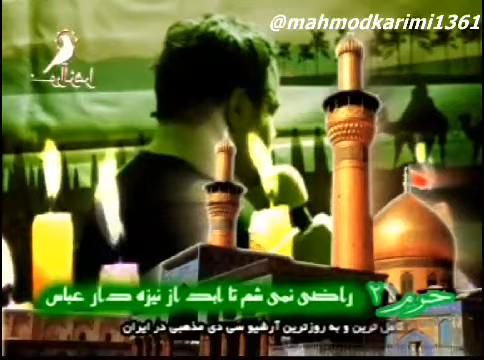 @mahmodkarimi1361
حرم ۲ راضی نمی شم تا ابد از نیزه دار عباس
کامل ترین و به روزترین آرشیو سی دی مذهبی در ایران